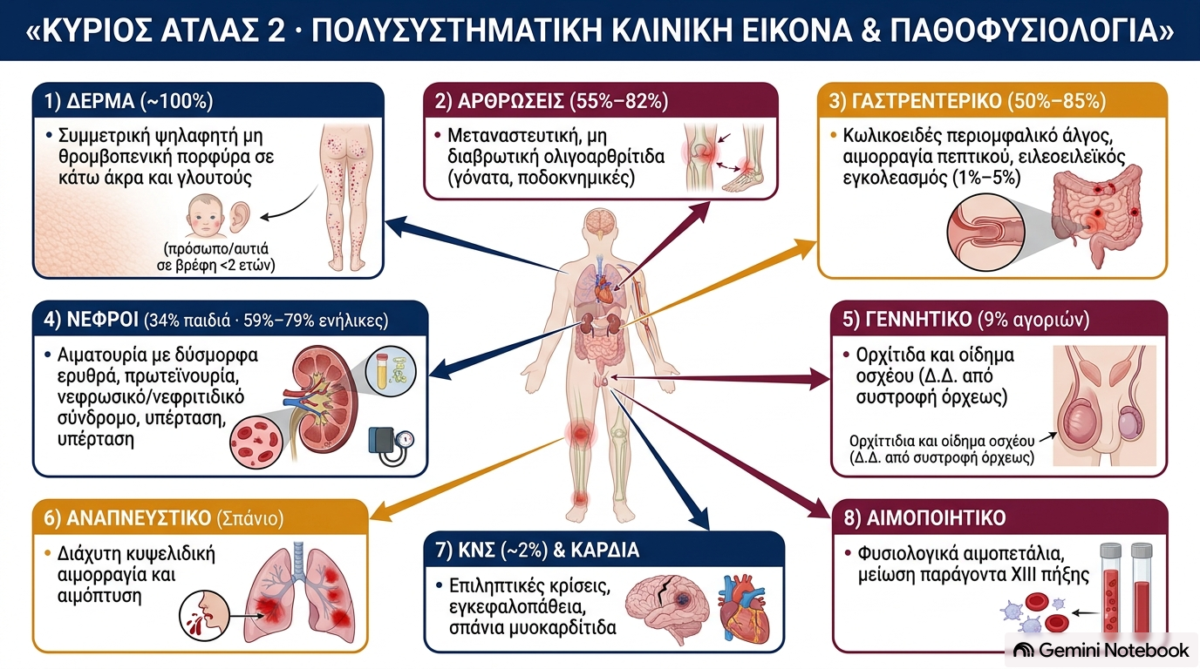 «ΚΥΡΙΟΣ ΑΤΛΑΣ 2 · ΠΟΛΥΣΥΣΤΗΜΑΤΙΚΗ ΚΛΙΝΙΚΗ ΕΙΚΟΝΑ & ΠΑΘΟΦΥΣΙΟΛΟΓΙΑ»
1) ΔΕΡΜΑ (~100%)
• Συμμετρική ψηλαφητή μη
θρομβοπενική πορφύρα σε
κάτω άκρα και γλουτούς
(πρόσωπο/αυτιά
σε βρέφη <2 ετών)
2) ΑΡΘΡΩΣΕΙΣ (55%–82%)
• Μεταναστευτική, μη
διαβρωτική ολιγοαρθρίτιδα
(γόνατα, ποδοκνημικές)
3) ΓΑΣΤΡΕΝΤΕΡΙΚΟ (50%–85%)
• Κωλικοειδές περιομφαλικό άλγος,
αιμορραγία πεπτικού, ειλεοειλεϊκός
εγκολεασμός (1%–5%)
4) ΝΕΦΡΟΙ (34% παιδιά · 59%–79% ενήλικες)
• Αιματουρία με δύσμορφα
ερυθρά, πρωτεϊνουρία,
νεφρωσικό/νεφριτιδικό
σύνδρομο, υπέρταση,
υπέρταση
5) ΓΕΝΝΗΤΙΚΟ (9% αγοριών)
• Ορχίτιδα και οίδημα
οσχέου (Δ.Δ. από
συστροφή όρχεως)
Ορχίττιδια και οίδημα οσχέου
(Δ.Δ. από συστροφή όρχεως)
6) ΑΝΑΠΝΕΥΣΤΙΚΟ (Σπάνιο)
• Διάχυτη κυψελιδική
αιμορραγία και
αιμόπτυση
7) ΚΝΣ (~2%) & ΚΑΡΔΙΑ
• Επιληπτικές κρίσεις,
εγκεφαλοπάθεια,
σπάνια μυοκαρδίτιδα
8) ΑΙΜΟΠΟΙΗΤΙΚΟ
• Φυσιολογικά αιμοπετάλια,
μείωση παράγοντα XIII πήξης
Gemini Notebook